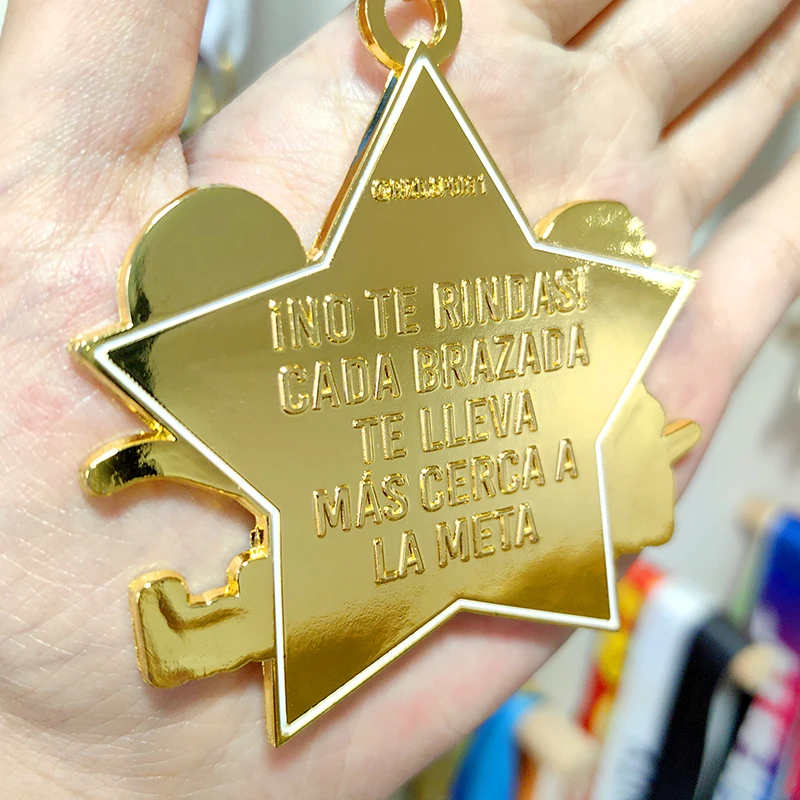 ¡NO TE RINDAS!
CADA BRAZADA
TE LLEVA
MÁS CERCA A
LA META